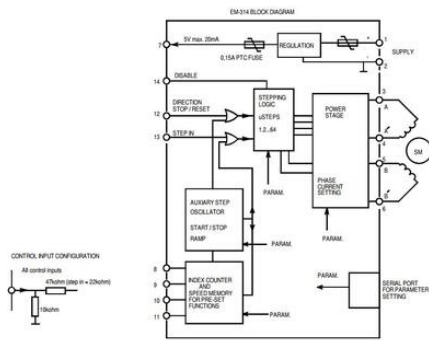 EM-314 BLOCK DIAGRAM
7
5V max. 20mA
REGULATION
+
1
SUPPLY
0,15A PTC FUSE
-
2
14
DISABLE
STEPPING
LOGIC
uSTEPS
1,2...64
POWER
STAGE
PHASE
CURRENT
SETTING
3
A
A'
4
5
B
B'
6
SM
12
DIRECTION
STOP / RESET
13
STEP IN
PARAM.
PARAM.
AUXIARY STEP
OSCILLATOR
START / STOP
RAMP
PARAM.
CONTROL INPUT CONFIGURATION
All control inputs
47kohm (step in = 22kohm)
10kohm
8
9
10
11
INDEX COUNTER
AND
SPEED MEMORY
FOR PRE-SET
FUNCTIONS
PARAM.
PARAM.
SERIAL PORT
FOR PARAMETER
SETTING